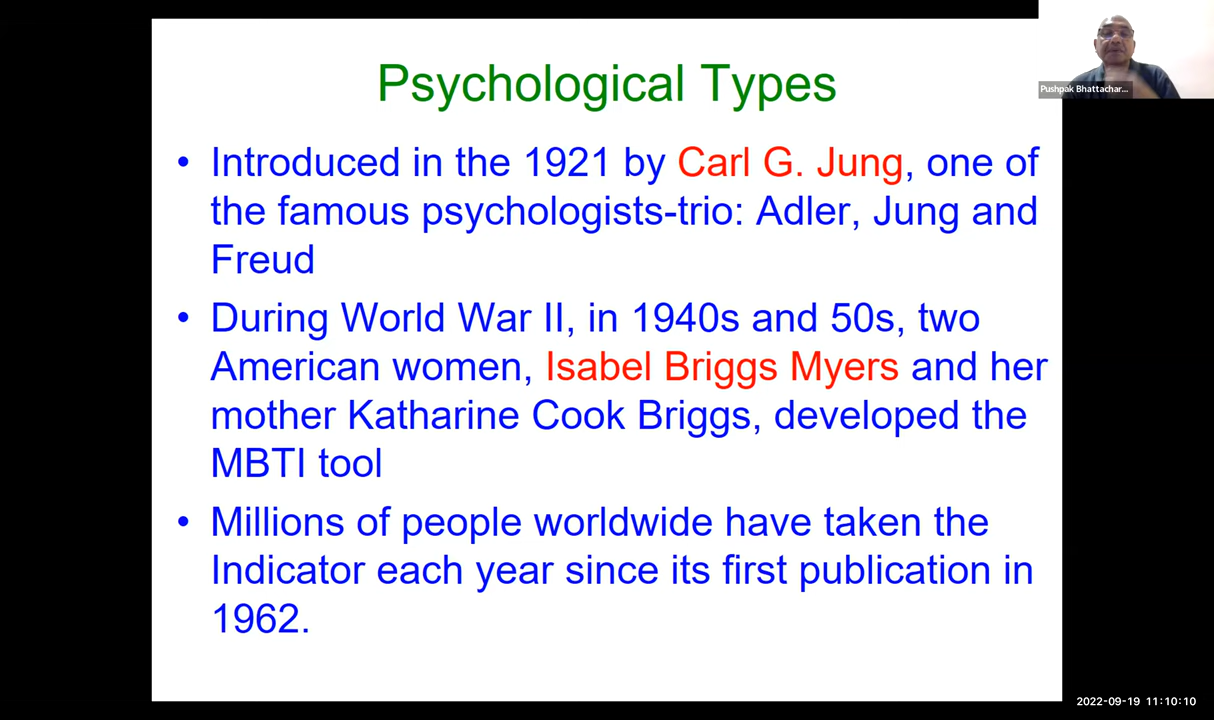 Psychological Types
Pushpak Bhattachar...
• Introduced in the 1921 by Carl G. Jung, one of
the famous psychologists-trio: Adler, Jung and
Freud
• During World War II, in 1940s and 50s, two
American women, Isabel Briggs Myers and her
mother Katharine Cook Briggs, developed the
MBTI tool
• Millions of people worldwide have taken the
Indicator each year since its first publication in
1962.
2022-09-19 11:10:10